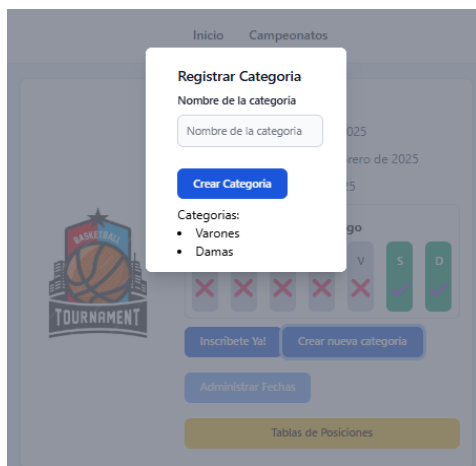 Inicio Campeonatos
Registrar Categoria
Nombre de la categoria
Nombre de la categoria
2025
rero de 2025
25
Crear Categoria
Categorias:
Varones
Damas
go
V S D
BASKETBALL
TOURNAMENT
Inscríbete Ya! Crear nueva categoria
Administrar Fechas
Tablas de Posiciones